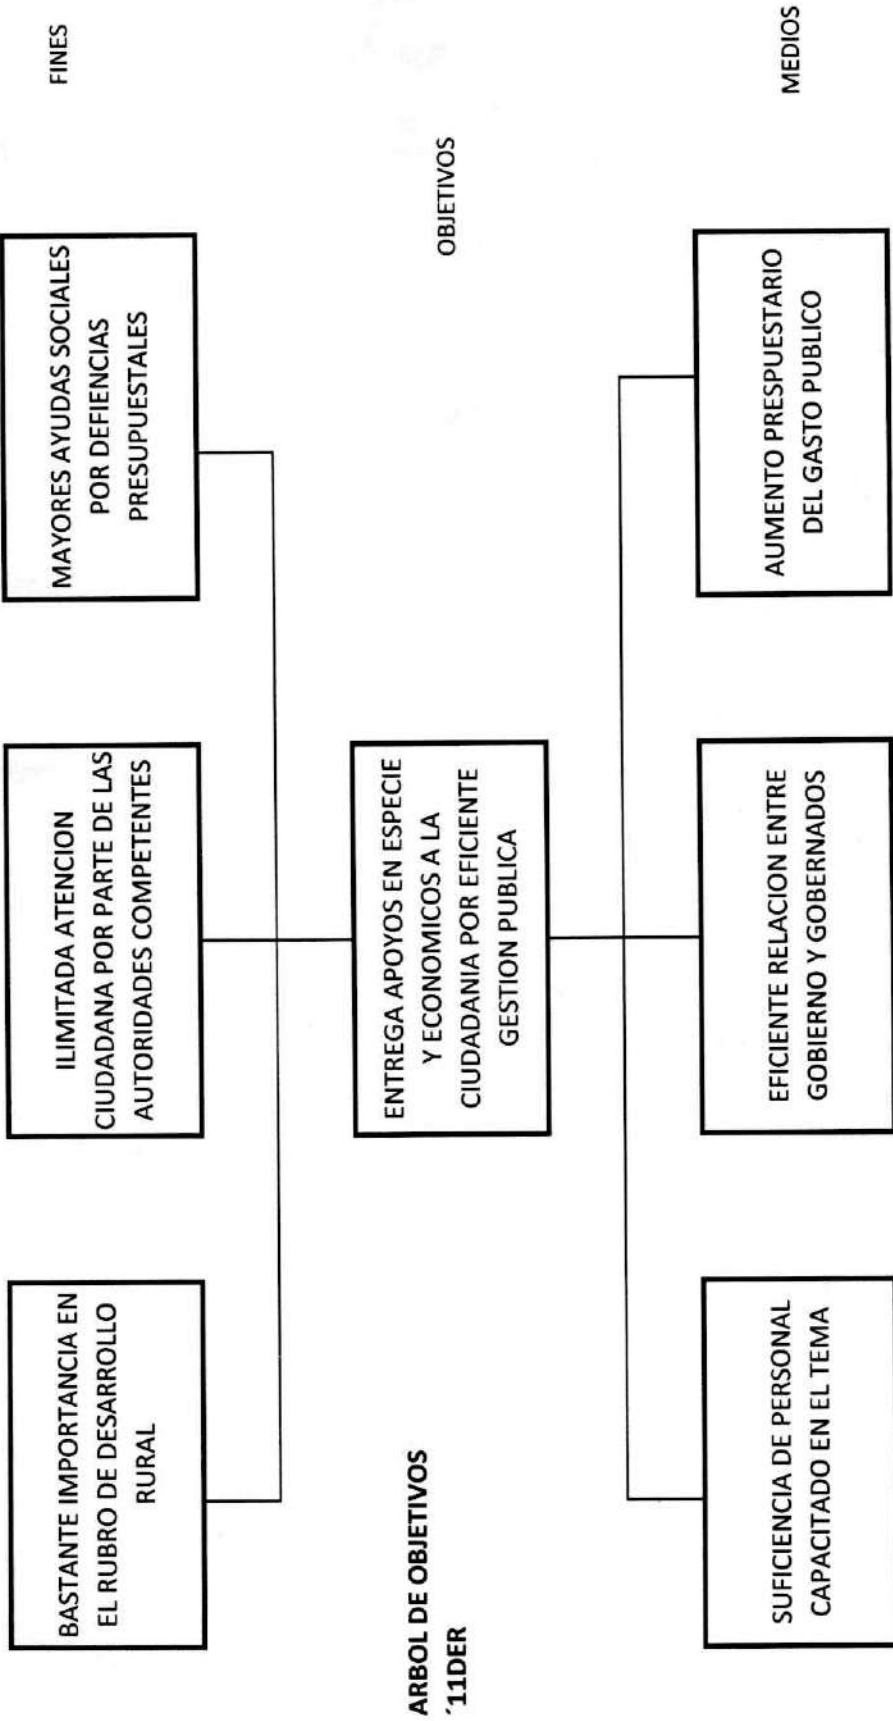 BASTANTE IMPORTANCIA EN
EL RUBRO DE DESARROLLO
RURAL
ILIMITADA ATENCION
CIUDADANA POR PARTE DE LAS
AUTORIDADES COMPETENTES
MAYORES AYUDAS SOCIALES
POR DEFIENCIAS
PRESUPUESTALES
FINES
ARBOL DE OBJETIVOS
´11DER
ENTREGA APOYOS EN ESPECIE
Y ECONOMICOS A LA
CIUDADANIA POR EFICIENTE
GESTION PUBLICA
OBJETIVOS
SUFICIENCIA DE PERSONAL
CAPACITADO EN EL TEMA
EFICIENTE RELACION ENTRE
GOBIERNO Y GOBERNADOS
AUMENTO PRESPUESTARIO
DEL GASTO PUBLICO
MEDIOS